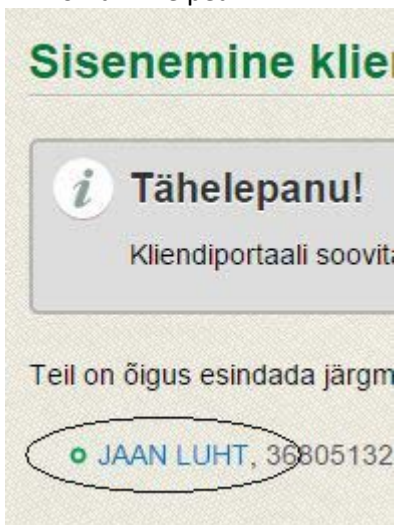 Sisenemine klie
i Tähelepanu!
Kliendiportaali soovita
Teil on õigus esindada järgm
JAAN LUHT, 36805132